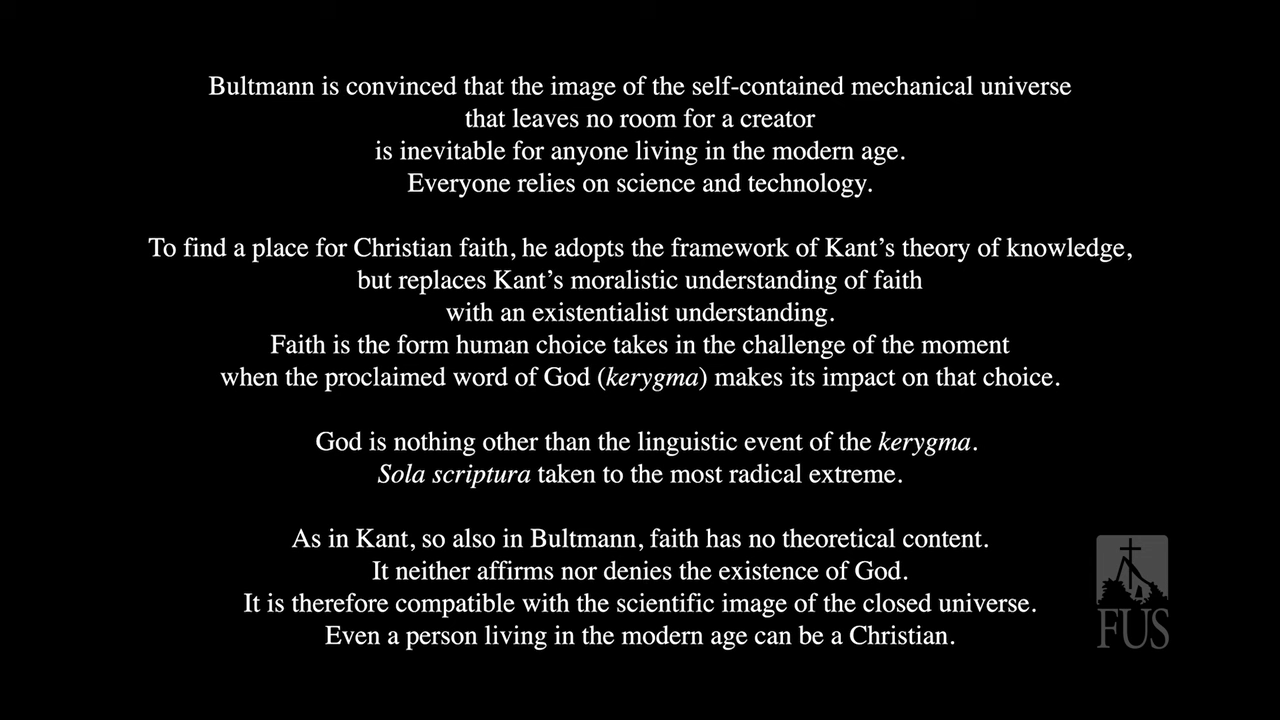 Bultmann is convinced that the image of the self-contained mechanical universe
that leaves no room for a creator
is inevitable for anyone living in the modern age.
Everyone relies on science and technology.
To find a place for Christian faith, he adopts the framework of Kant’s theory of knowledge,
but replaces Kant’s moralistic understanding of faith
with an existentialist understanding.
Faith is the form human choice takes in the challenge of the moment
when the proclaimed word of God (kerygma) makes its impact on that choice.
God is nothing other than the linguistic event of the kerygma.
Sola scriptura taken to the most radical extreme.
As in Kant, so also in Bultmann, faith has no theoretical content.
It neither affirms nor denies the existence of God.
It is therefore compatible with the scientific image of the closed universe.
Even a person living in the modern age can be a Christian.
FUS